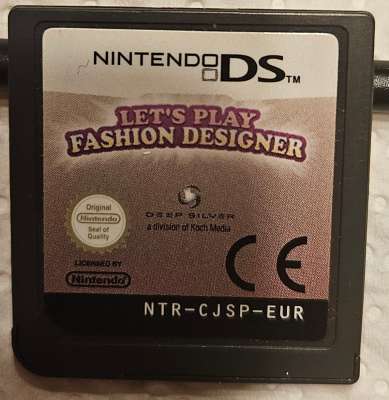 NINTENDO DS™
LET'S PLAY
FASHION DESIGNER
Original
Nintendo
Seal of
Quality
DEEP SILVER
a division of Koch Media
CE
LICENSED BY
Nintendo
NTR-CJSP-EUR